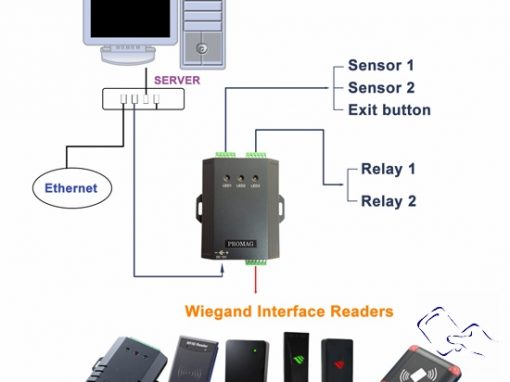 SERVER
Sensor 1
Sensor 2
Exit button
Relay 1
Relay 2
Ethernet
LED1 LED2 LED3
PROMAG
Wiegand Interface Readers
RFID Reader